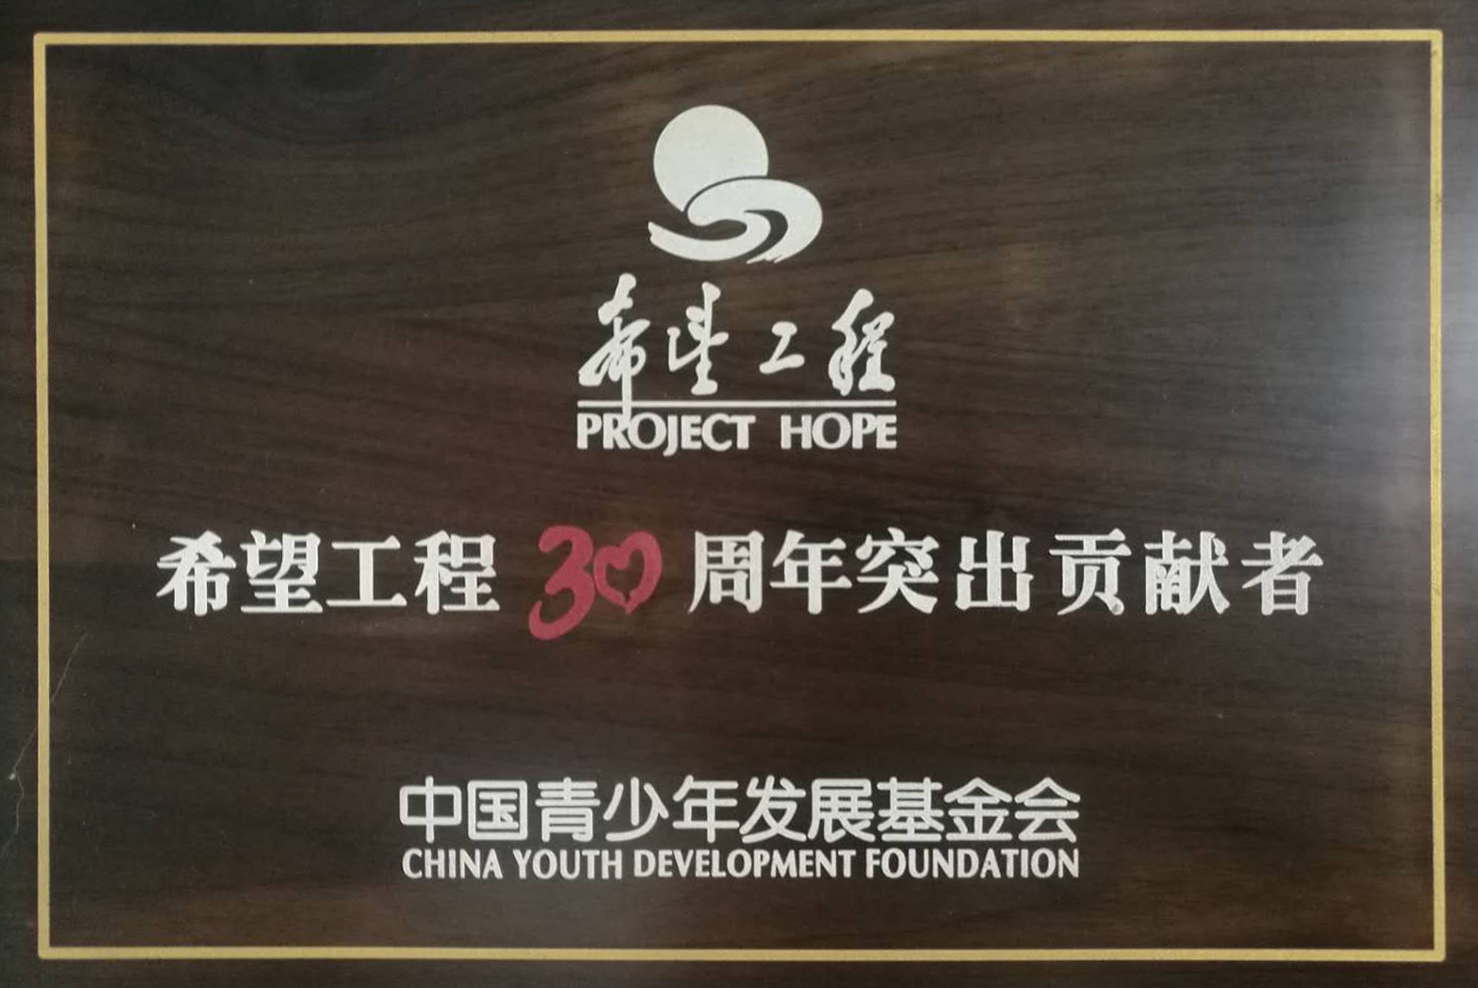 希望工程
PROJECT HOPE
希望工程30周年突出贡献者
中国青少年发展基金会
CHINA YOUTH DEVELOPMENT FOUNDATION